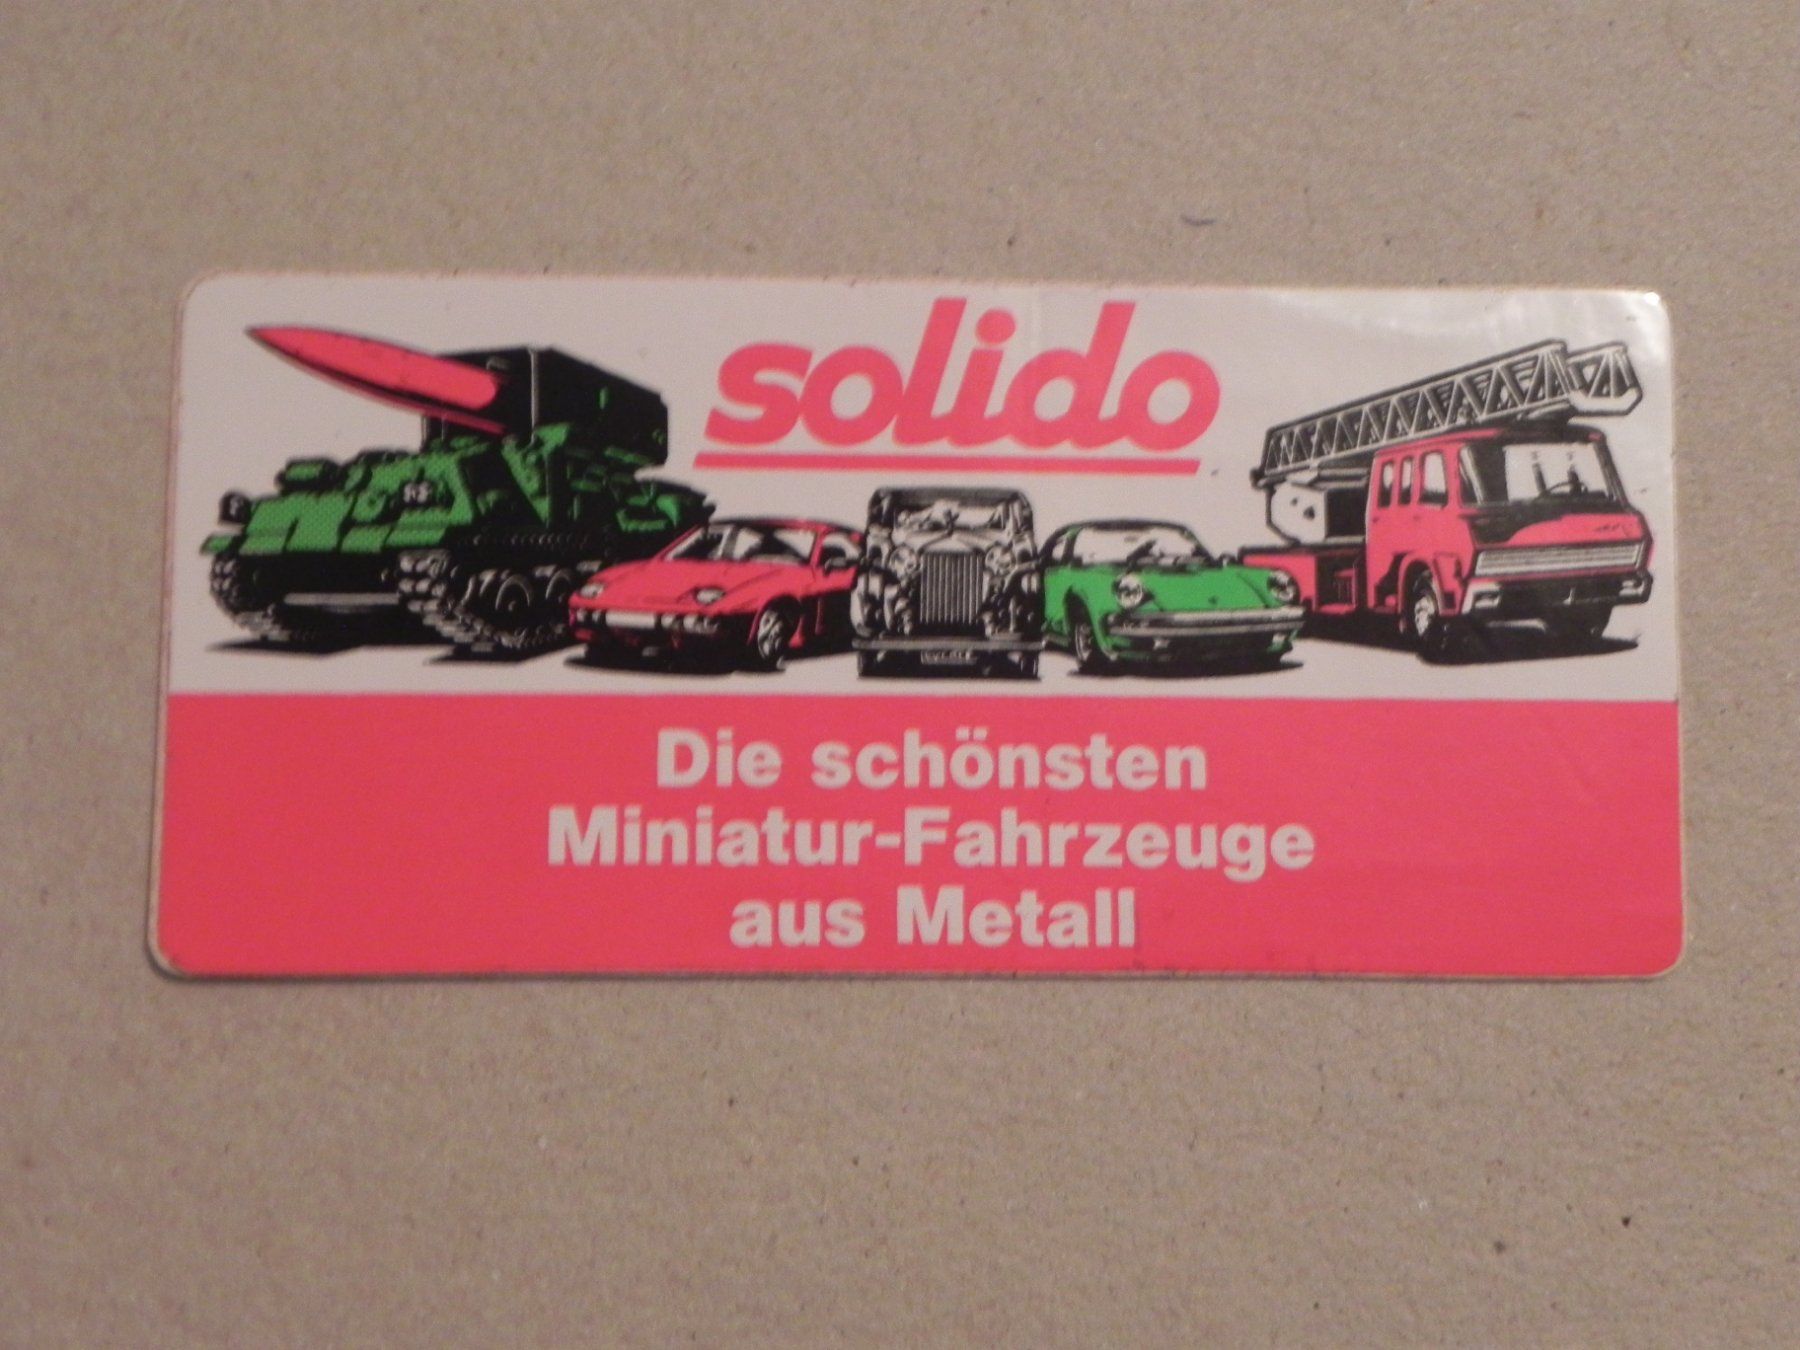 solido
Die schönsten
Miniatur-Fahrzeuge
aus Metall